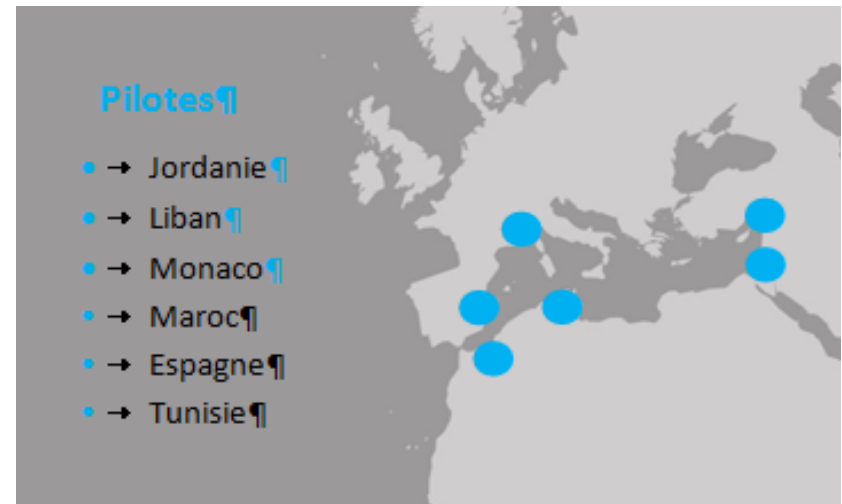 Pilotes¶
• → Jordanie¶
• → Liban¶
• → Monaco¶
• → Maroc¶
• → Espagne¶
• → Tunisie¶